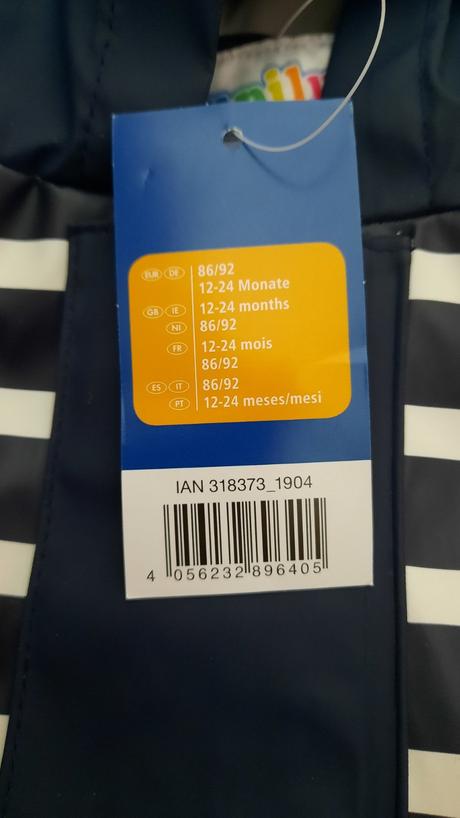 EUR DE 86/92
12-24 Monate
GB IE 12-24 months
NI 86/92
FR 12-24 mois
86/92
ES IT 86/92
PT 12-24 meses/mesi
IAN 318373_1904
4 056232 896405